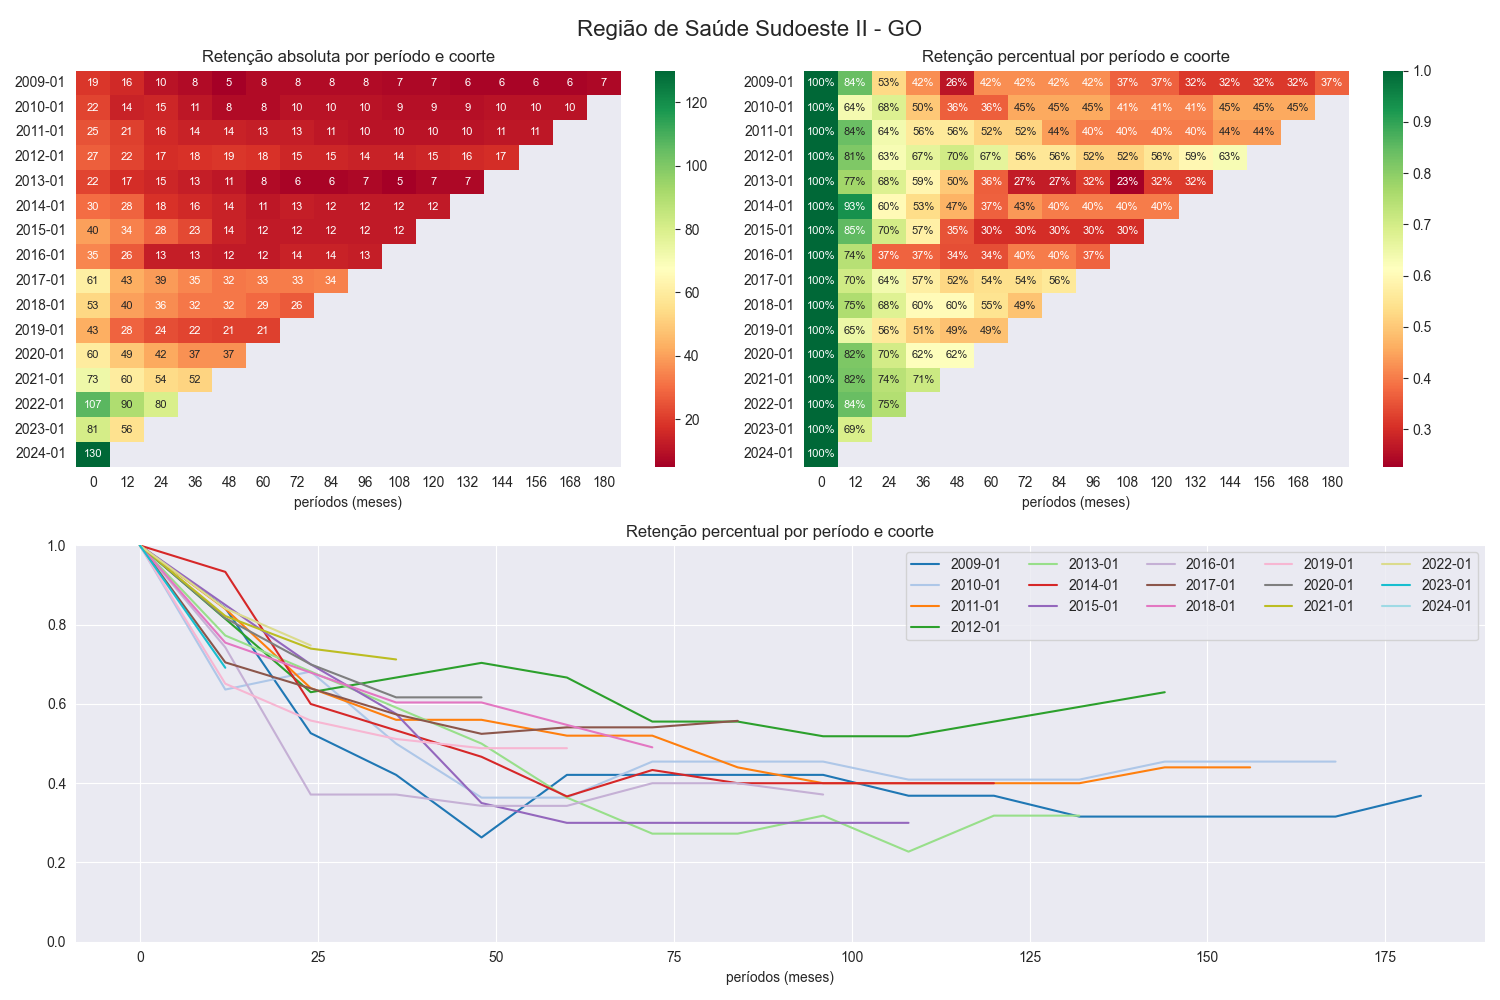 Região de Saúde Sudoeste II - GO
Retenção absoluta por período e coorte
2009-01 19 16 10 8 5 8 8 8 8 7 7 6 6 6 6 7
2010-01 22 14 15 11 8 8 10 10 10 9 9 9 10 10 10
2011-01 25 21 16 14 14 13 13 11 10 10 10 10 11 11
2012-01 27 22 17 18 19 18 15 15 14 14 15 16 17
2013-01 22 17 15 13 11 8 6 6 7 5 7 7
2014-01 30 28 18 16 14 11 13 12 12 12 12
2015-01 40 34 28 23 14 12 12 12 12 12
2016-01 35 26 13 13 12 12 14 14 13
2017-01 61 43 39 35 32 33 33 34
2018-01 53 40 36 32 32 29 26
2019-01 43 28 24 22 21 21
2020-01 60 49 42 37 37
2021-01 73 60 54 52
2022-01 107 90 80
2023-01 81 56
2024-01 130
0 12 24 36 48 60 72 84 96 108 120 132 144 156 168 180
períodos (meses)
120
100
80
60
40
20
Retenção percentual por período e coorte
2009-01 100% 84% 53% 42% 26% 42% 42% 42% 42% 37% 37% 32% 32% 32% 32% 37%
2010-01 100% 64% 68% 50% 36% 36% 45% 45% 45% 41% 41% 41% 45% 45% 45%
2011-01 100% 84% 64% 56% 56% 52% 52% 44% 40% 40% 40% 40% 44% 44%
2012-01 100% 81% 63% 67% 70% 67% 56% 56% 52% 52% 56% 59% 63%
2013-01 100% 77% 68% 59% 50% 36% 27% 27% 32% 23% 32% 32%
2014-01 100% 93% 60% 53% 47% 37% 43% 40% 40% 40% 40%
2015-01 100% 85% 70% 57% 35% 30% 30% 30% 30% 30%
2016-01 100% 74% 37% 37% 34% 34% 40% 40% 37%
2017-01 100% 70% 64% 57% 52% 54% 54% 56%
2018-01 100% 75% 68% 60% 60% 55% 49%
2019-01 100% 65% 56% 51% 49% 49%
2020-01 100% 82% 70% 62% 62%
2021-01 100% 82% 74% 71%
2022-01 100% 84% 75%
2023-01 100% 69%
2024-01 100%
0 12 24 36 48 60 72 84 96 108 120 132 144 156 168 180
períodos (meses)
1.0
0.9
0.8
0.7
0.6
0.5
0.4
0.3
Retenção percentual por período e coorte
1.0
0.8
0.6
0.4
0.2
0.0
2009-01 2013-01 2016-01 2019-01 2022-01
2010-01 2014-01 2017-01 2020-01 2023-01
2011-01 2015-01 2018-01 2021-01 2024-01
2012-01
0 25 50 75 100 125 150 175
períodos (meses)